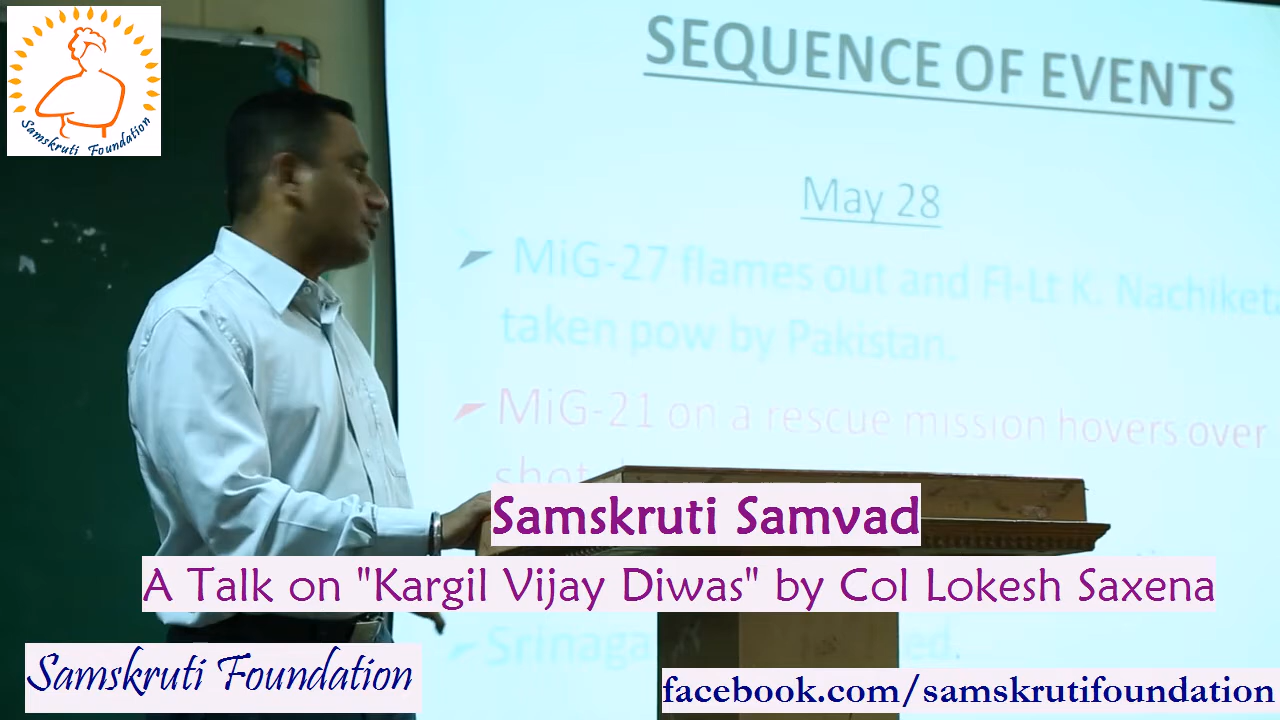 Samskruti Foundation
SEQUENCE OF EVENTS
May 28
MiG-27 flames out and Fl-Lt K. Nachiketa
taken pow by Pakistan.
MiG-21 on a rescue mission hovers over
shot
Samskruti Samvad
A Talk on "Kargil Vijay Diwas" by Col Lokesh Saxena
Samskruti Foundation
facebook.com/samskrutifoundation